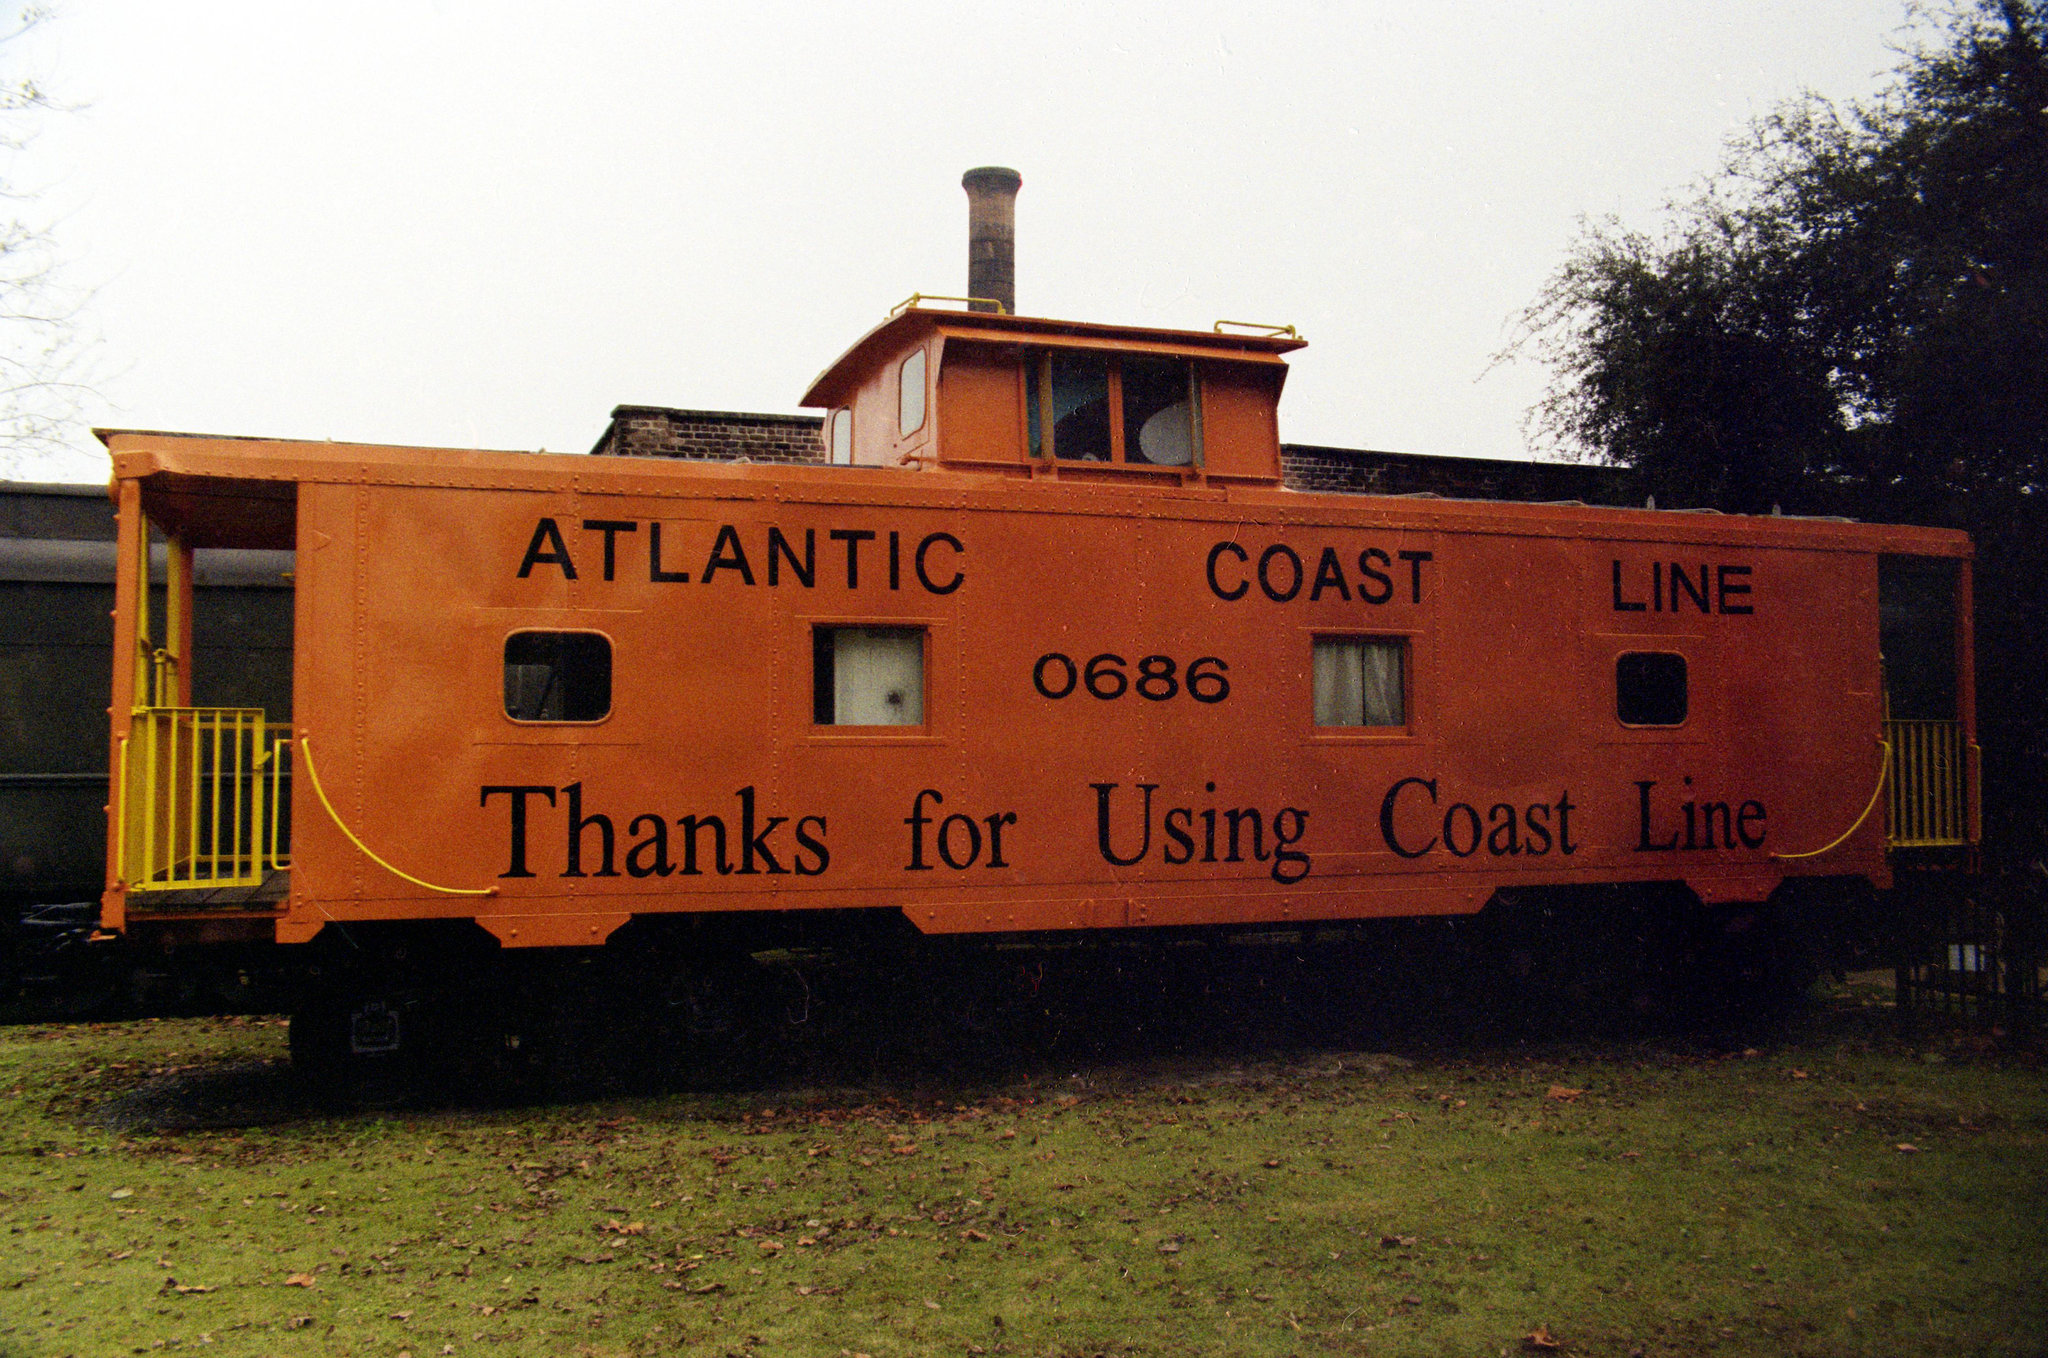 ATLANTIC COAST LINE
0686
Thanks for Using Coast Line